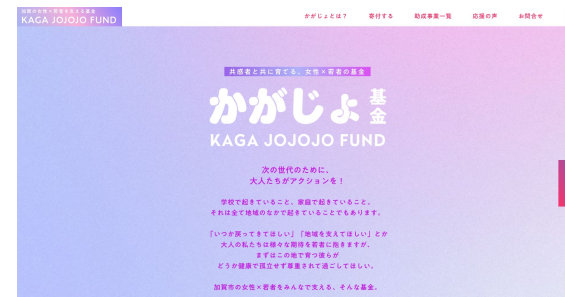 加賀の女性×若者を支える基金
KAGA JOJOJO FUND
かがじょとは？
寄付する
助成事業一覧
応援の声
お問合せ
共感者と共に育てる、女性×若者の基金
かがじょ基金
KAGA JOJOJO FUND
次の世代のために、
大人たちがアクションを！
学校で起きていること。家庭で起きていること。
それは全て地域のなかで起きていることでもあります。
「いつか戻ってきてほしい」「地域を支えてほしい」とか
大人の私たちは様々な期待を若者に抱きますが、
まずはこの地で育つ彼らが
どうか健康で孤立せず尊重されて過ごしてほしい。
加賀市の女性×若者をみんなで支える、そんな基金。